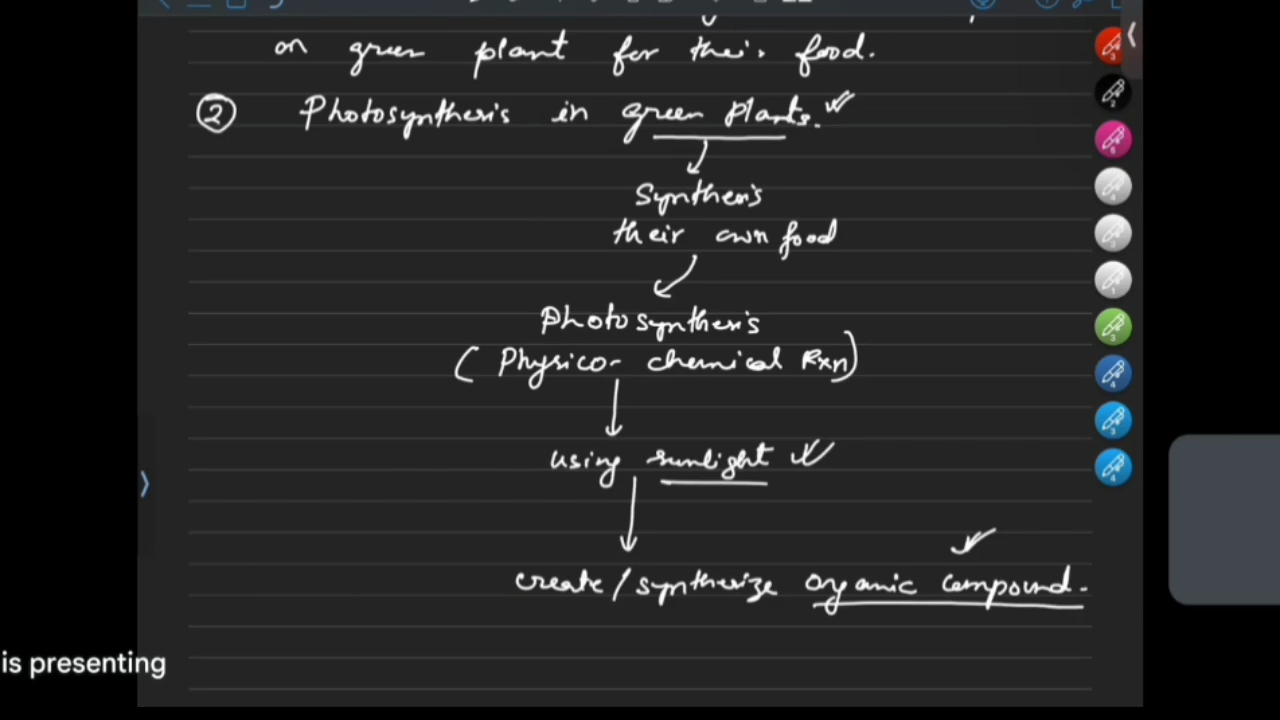 on green plant for their food.
② Photosynthesis in green plants.
Synthesis
their own food
Photosynthesis
(Physico-chemical Rxn)
using sunlight
create/synthesize organic compound.
is presenting